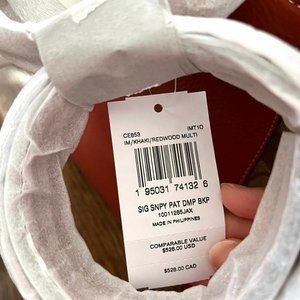 CE853 IMT1O
IM/KHAKI/REDWOOD MULTI
1 95031 74132 6
SIG SNPY PAT DMP BKP
10011285JAX
MADE IN PHILIPPINES
COMPARABLE VALUE
$528.00 USD
$528.00 CAD